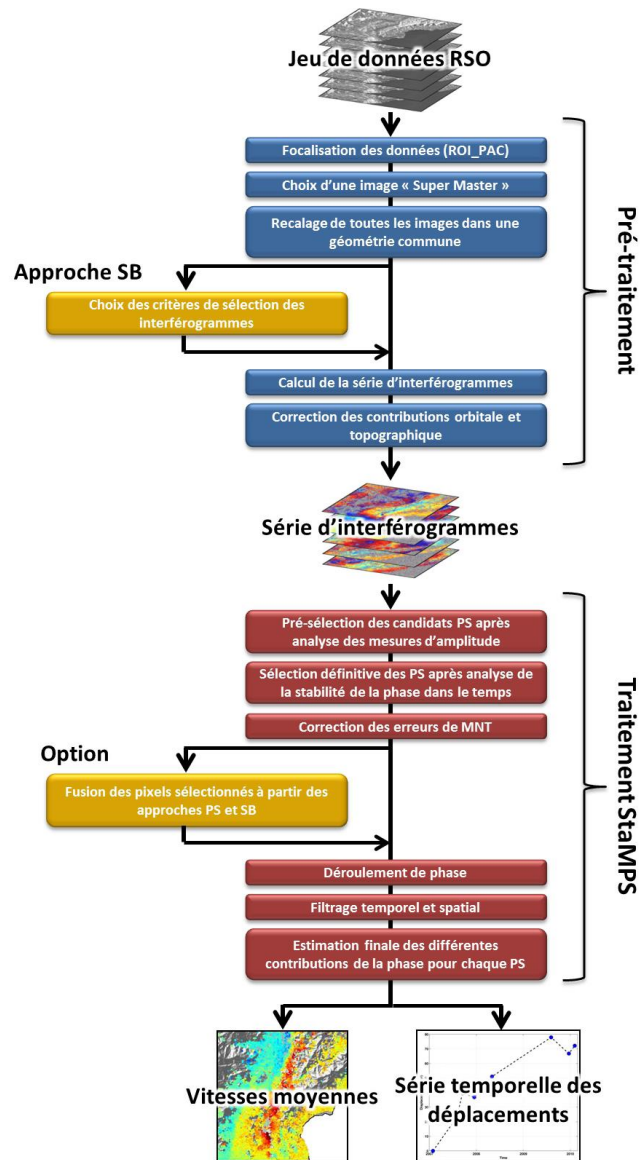 Jeu de données RSO
Focalisation des données (ROI_PAC)
Choix d'une image « Super Master »
Recalage de toutes les images dans une
géométrie commune
Approche SB
Choix des critères de sélection des
interférogrammes
Calcul de la série d'interférogrammes
Correction des contributions orbitale et
topographique
Pré-traitement
Série d'interférogrammes
Pré-sélection des candidats PS après
analyse des mesures d'amplitude
Sélection définitive des PS après analyse de
la stabilité de la phase dans le temps
Correction des erreurs de MNT
Option
Fusion des pixels sélectionnés à partir des
approches PS et SB
Déroulement de phase
Filtrage temporel et spatial
Estimation finale des différentes
contributions de la phase pour chaque PS
Traitement StaMPS
Vitesses moyennes
Série temporelle des
déplacements